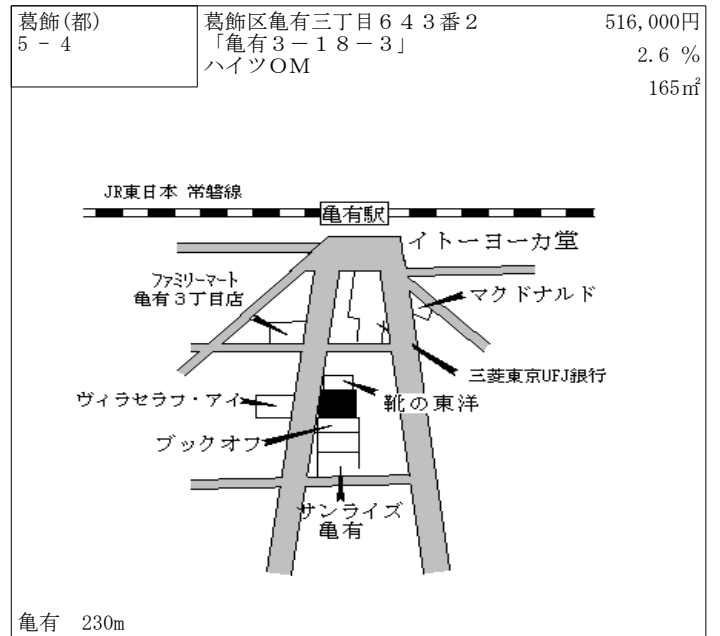 葛飾(都)
5 - 4
葛飾区亀有三丁目643番2
「亀有3-18-3」
ハイツOM
516,000円
2.6 %
165㎡
JR東日本 常磐線
亀有駅
イトーヨーカ堂
ファミリーマート
亀有3丁目店
マクドナルド
三菱東京UFJ銀行
ヴィラセラフ・アイ
靴の東洋
ブックオフ
サンライズ
亀有
亀有 230m